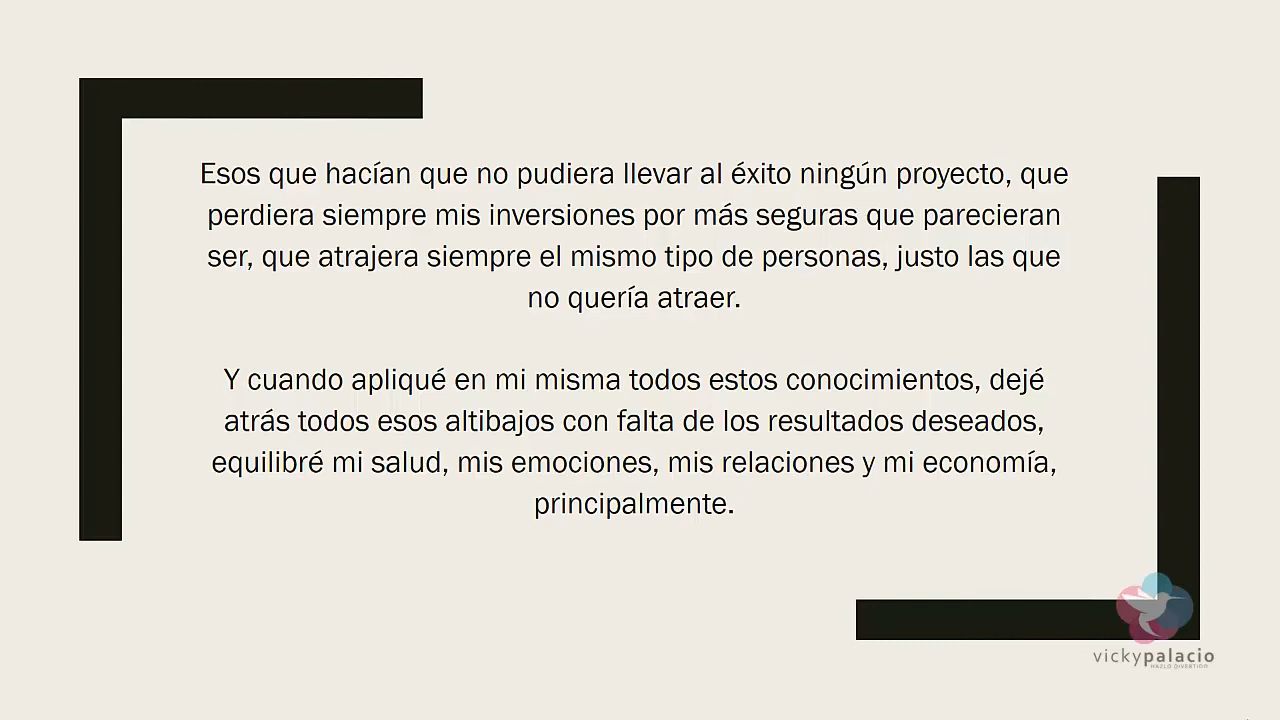 Esos que hacían que no pudiera llevar al éxito ningún proyecto, que
perdiera siempre mis inversiones por más seguras que parecieran
ser, que atrajera siempre el mismo tipo de personas, justo las que
no quería atraer.
Y cuando apliqué en mi misma todos estos conocimientos, dejé
atrás todos esos altibajos con falta de los resultados deseados,
equilibré mi salud, mis emociones, mis relaciones y mi economía,
principalmente.
vickypalacio
HAZLO DIVERTIDO